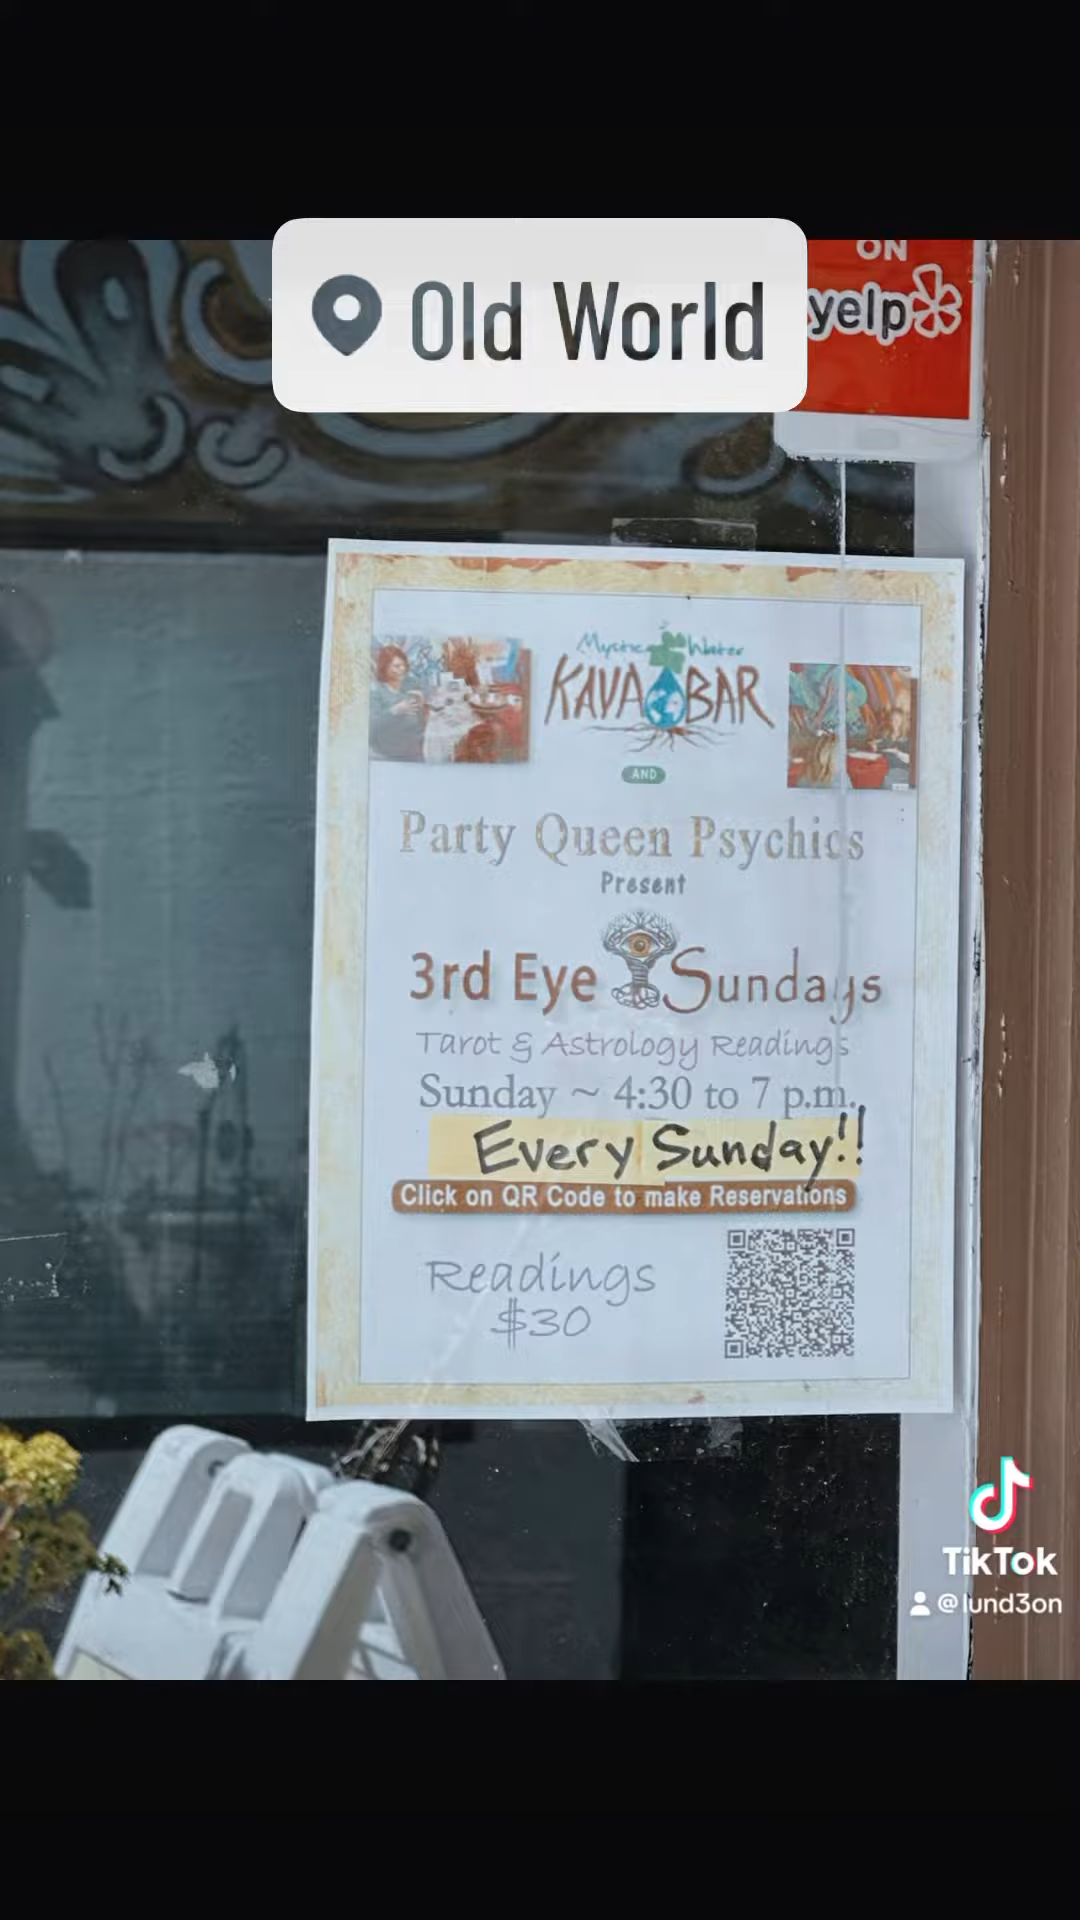 Old World
ON
yelp
Mystic Water
KAVA BAR
AND
Party Queen Psychics
Present
3rd Eye Sundays
Tarot & Astrology Readings
Sunday ~ 4:30 to 7 p.m.
Every Sunday!!
Click on QR Code to make Reservations
Readings
$30
TikTok
@lund3on